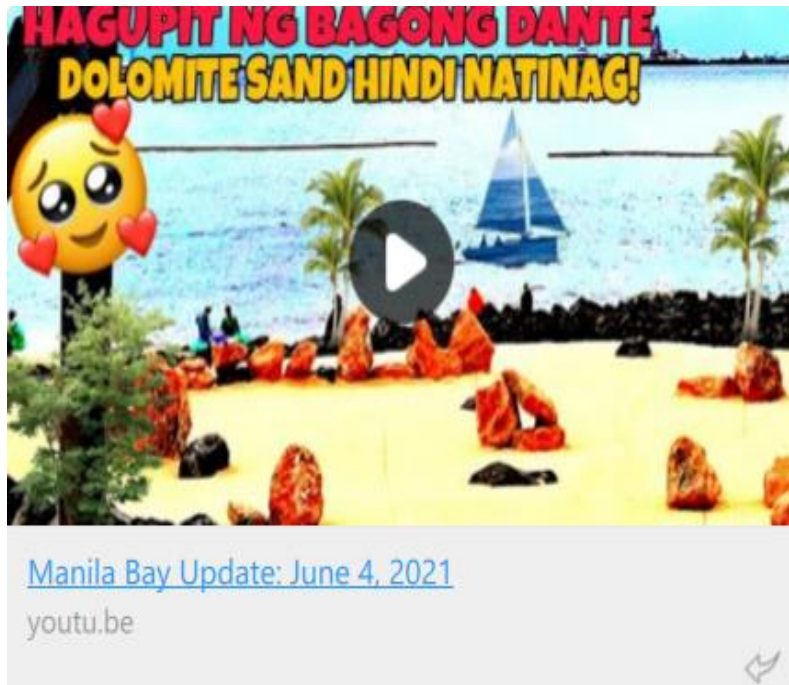 HAGUPIT NG BAGONG DANTE
DOLOMITE SAND HINDI NATINAG!
Manila Bay Update: June 4, 2021
youtu.be